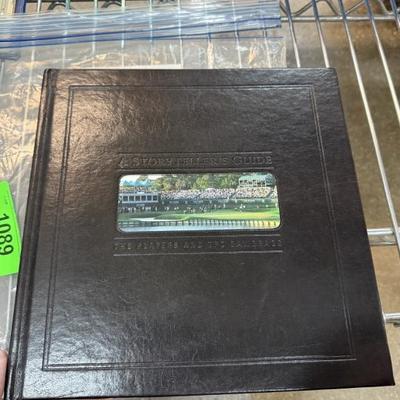 A STORYTELLER'S GUIDE
THE PLAYERS AND TPC SAWGRASS
1089